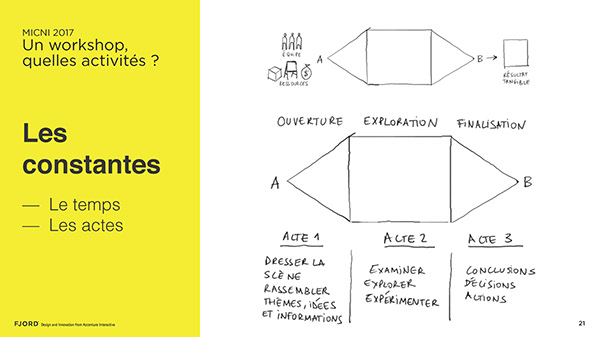 MICNI 2017
Un workshop,
quelles activités ?
Les
constantes
— Le temps
— Les actes
FJORD Design and Innovation from Accenture Interactive
ÉQUIPE
RESSOURCES
$
A
B
RÉSULTAT
TANGIBLE
OUVERTURE EXPLORATION FINALISATION
A
B
ACTE 1
DRESSER LA
SCÈNE
RASSEMBLER
THÈMES, IDÉES
ET INFORMATIONS
ACTE 2
EXAMINER
EXPLORER
EXPÉRIMENTER
ACTE 3
CONCLUSIONS
DÉCISIONS
ACTIONS
21